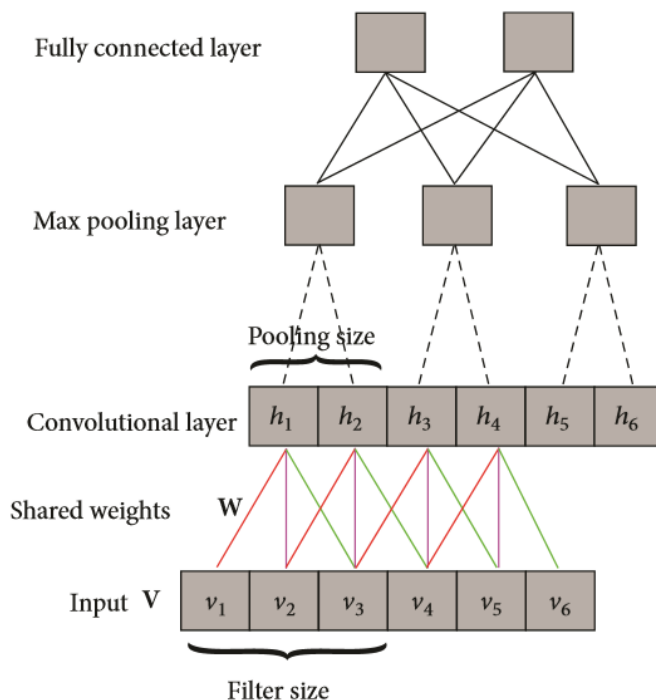 Fully connected layer
Max pooling layer
Pooling size
Convolutional layer h₁ h₂ h₃ h₄ h₅ h₆
Shared weights W
Input V v₁ v₂ v₃ v₄ v₅ v₆
Filter size